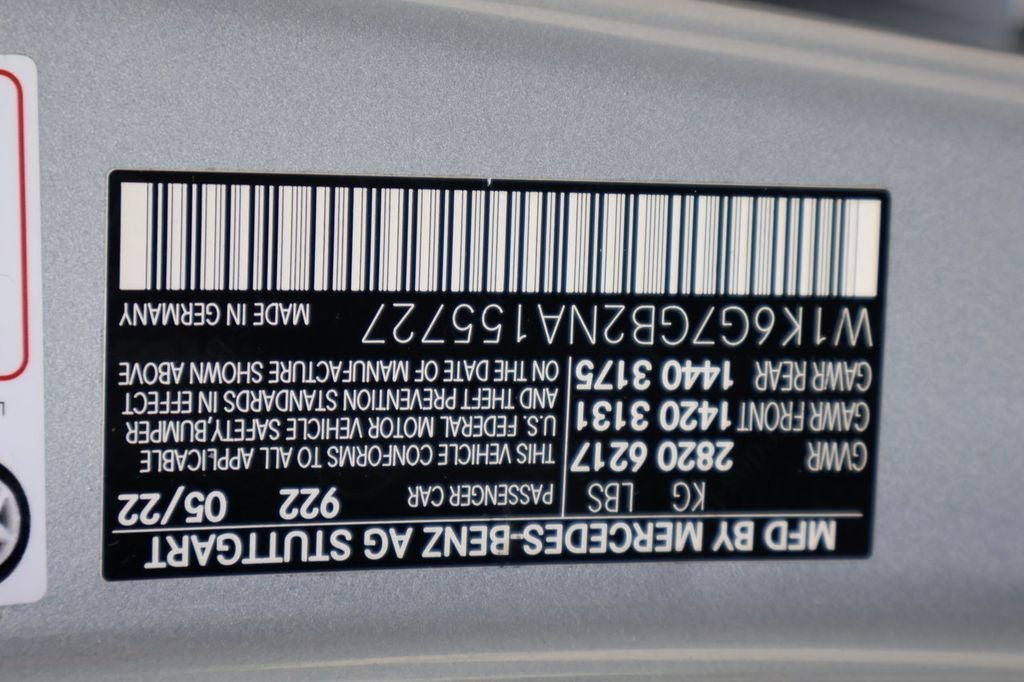 MFD BY MERCEDES-BENZ AG STUTTGART
KG LBS
GVWR 2820 6217
GAWR FRONT 1420 3131
GAWR REAR 1440 3175
PASSENGER CAR 922 05/22
THIS VEHICLE CONFORMS TO ALL APPLICABLE
U.S. FEDERAL MOTOR VEHICLE SAFETY,BUMPER
AND THEFT PREVENTION STANDARDS IN EFFECT
ON THE DATE OF MANUFACTURE SHOWN ABOVE
W1K6G7GB2NA155727 MADE IN GERMANY